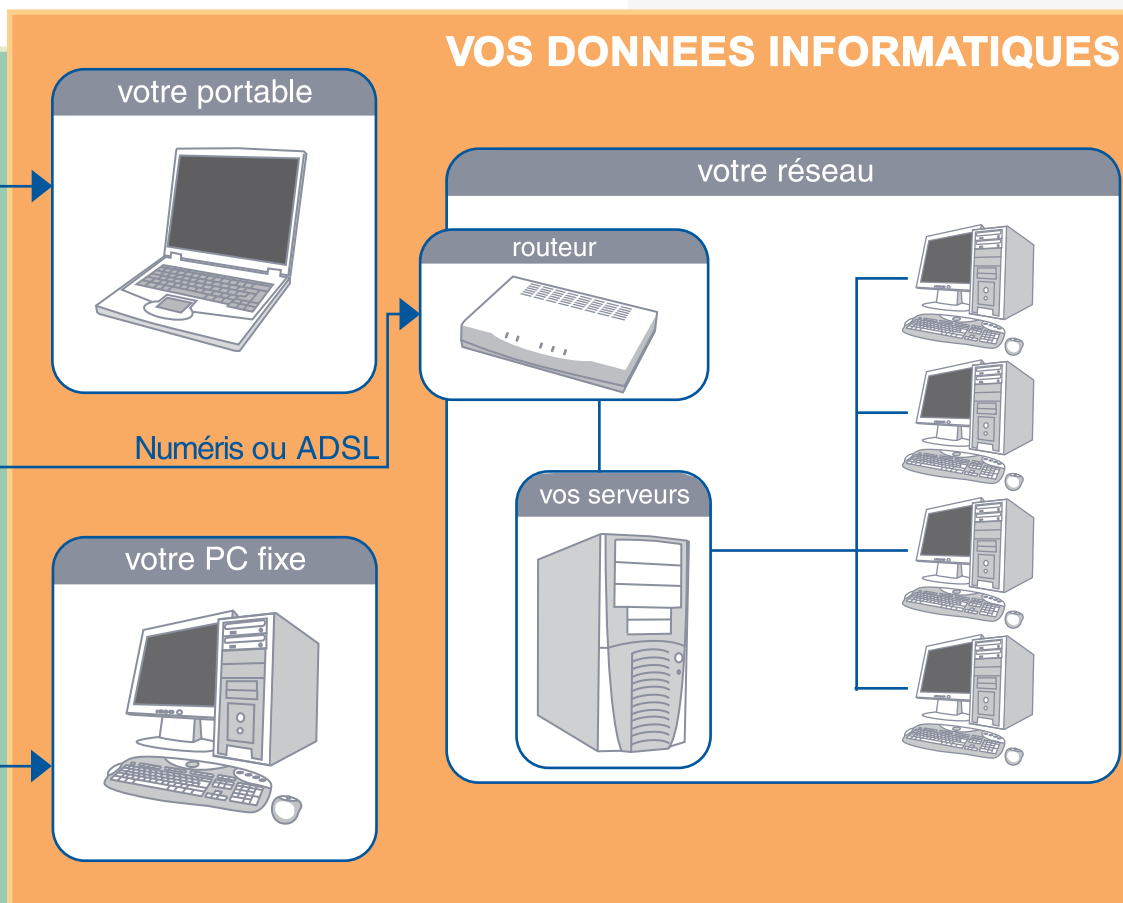 VOS DONNEES INFORMATIQUES
votre portable
votre réseau
routeur
Numéris ou ADSL
vos serveurs
votre PC fixe